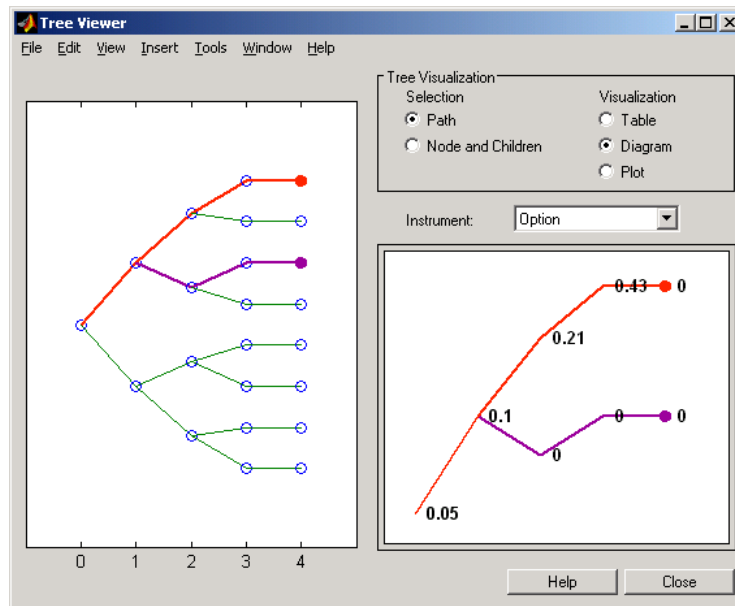 Tree Viewer
File Edit View Insert Tools Window Help
Tree Visualization
Selection Visualization
Path Table
Node and Children Diagram
Plot
Instrument: Option
0.43 0
0.21
0.1 0 0
0
0.05
0 1 2 3 4
Help Close